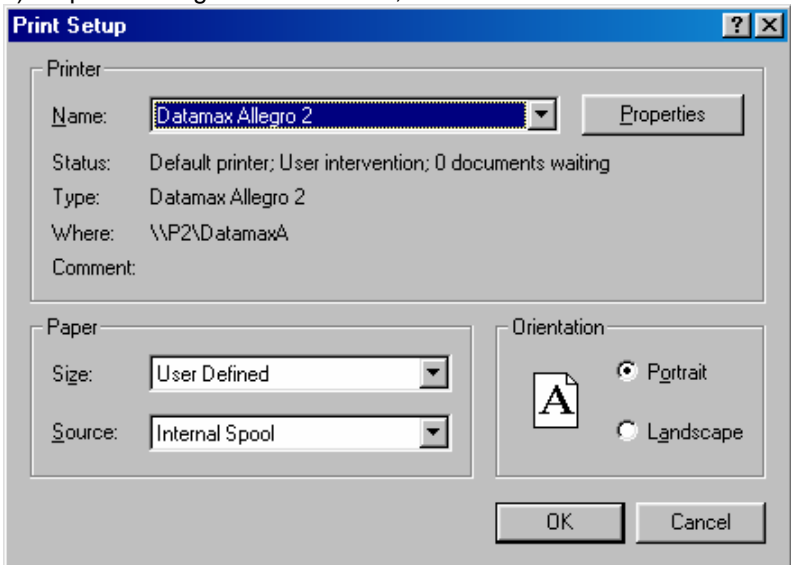 Print Setup
Printer
Name: Datamax Allegro 2 Properties
Status: Default printer; User intervention; 0 documents waiting
Type: Datamax Allegro 2
Where: \\P2\DatamaxA
Comment:
Paper
Size: User Defined
Source: Internal Spool
Orientation
A
Portrait
Landscape
OK Cancel